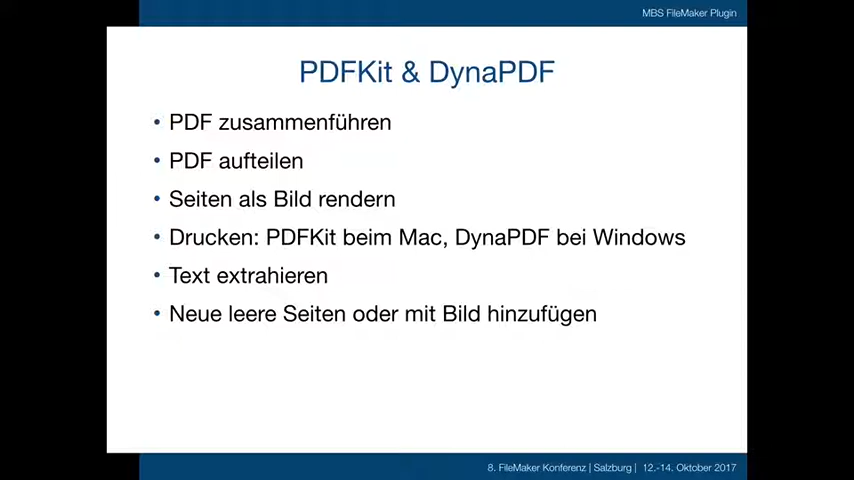 MBS FileMaker Plugin
PDFKit & DynaPDF
• PDF zusammenführen
• PDF aufteilen
• Seiten als Bild rendern
• Drucken: PDFKit beim Mac, DynaPDF bei Windows
• Text extrahieren
• Neue leere Seiten oder mit Bild hinzufügen
8. FileMaker Konferenz | Salzburg | 12.-14. Oktober 2017